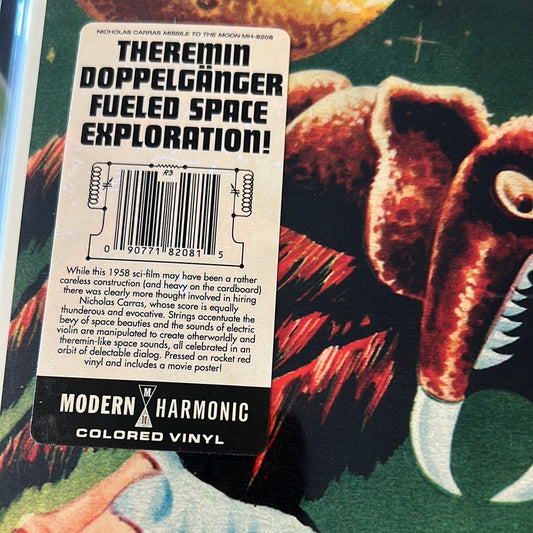 NICHOLAS CARRAS MISSILE TO THE MOON MH-8208
THEREMIN
DOPPELGÄNGER
FUELED SPACE
EXPLORATION!
R3
0 90771 82081 5
While this 1958 sci-film may have been a rather
careless construction (and heavy on the cardboard)
there was clearly more thought involved in hiring
Nicholas Carras, whose score is equally
thunderous and evocative. Strings accentuate the
bevy of space beauties and the sounds of electric
violin are manipulated to create otherworldly and
theremin-like space sounds, all celebrated in an
orbit of delectable dialog. Pressed on rocket red
vinyl and includes a movie poster!
MODERN M H HARMONIC
COLORED VINYL